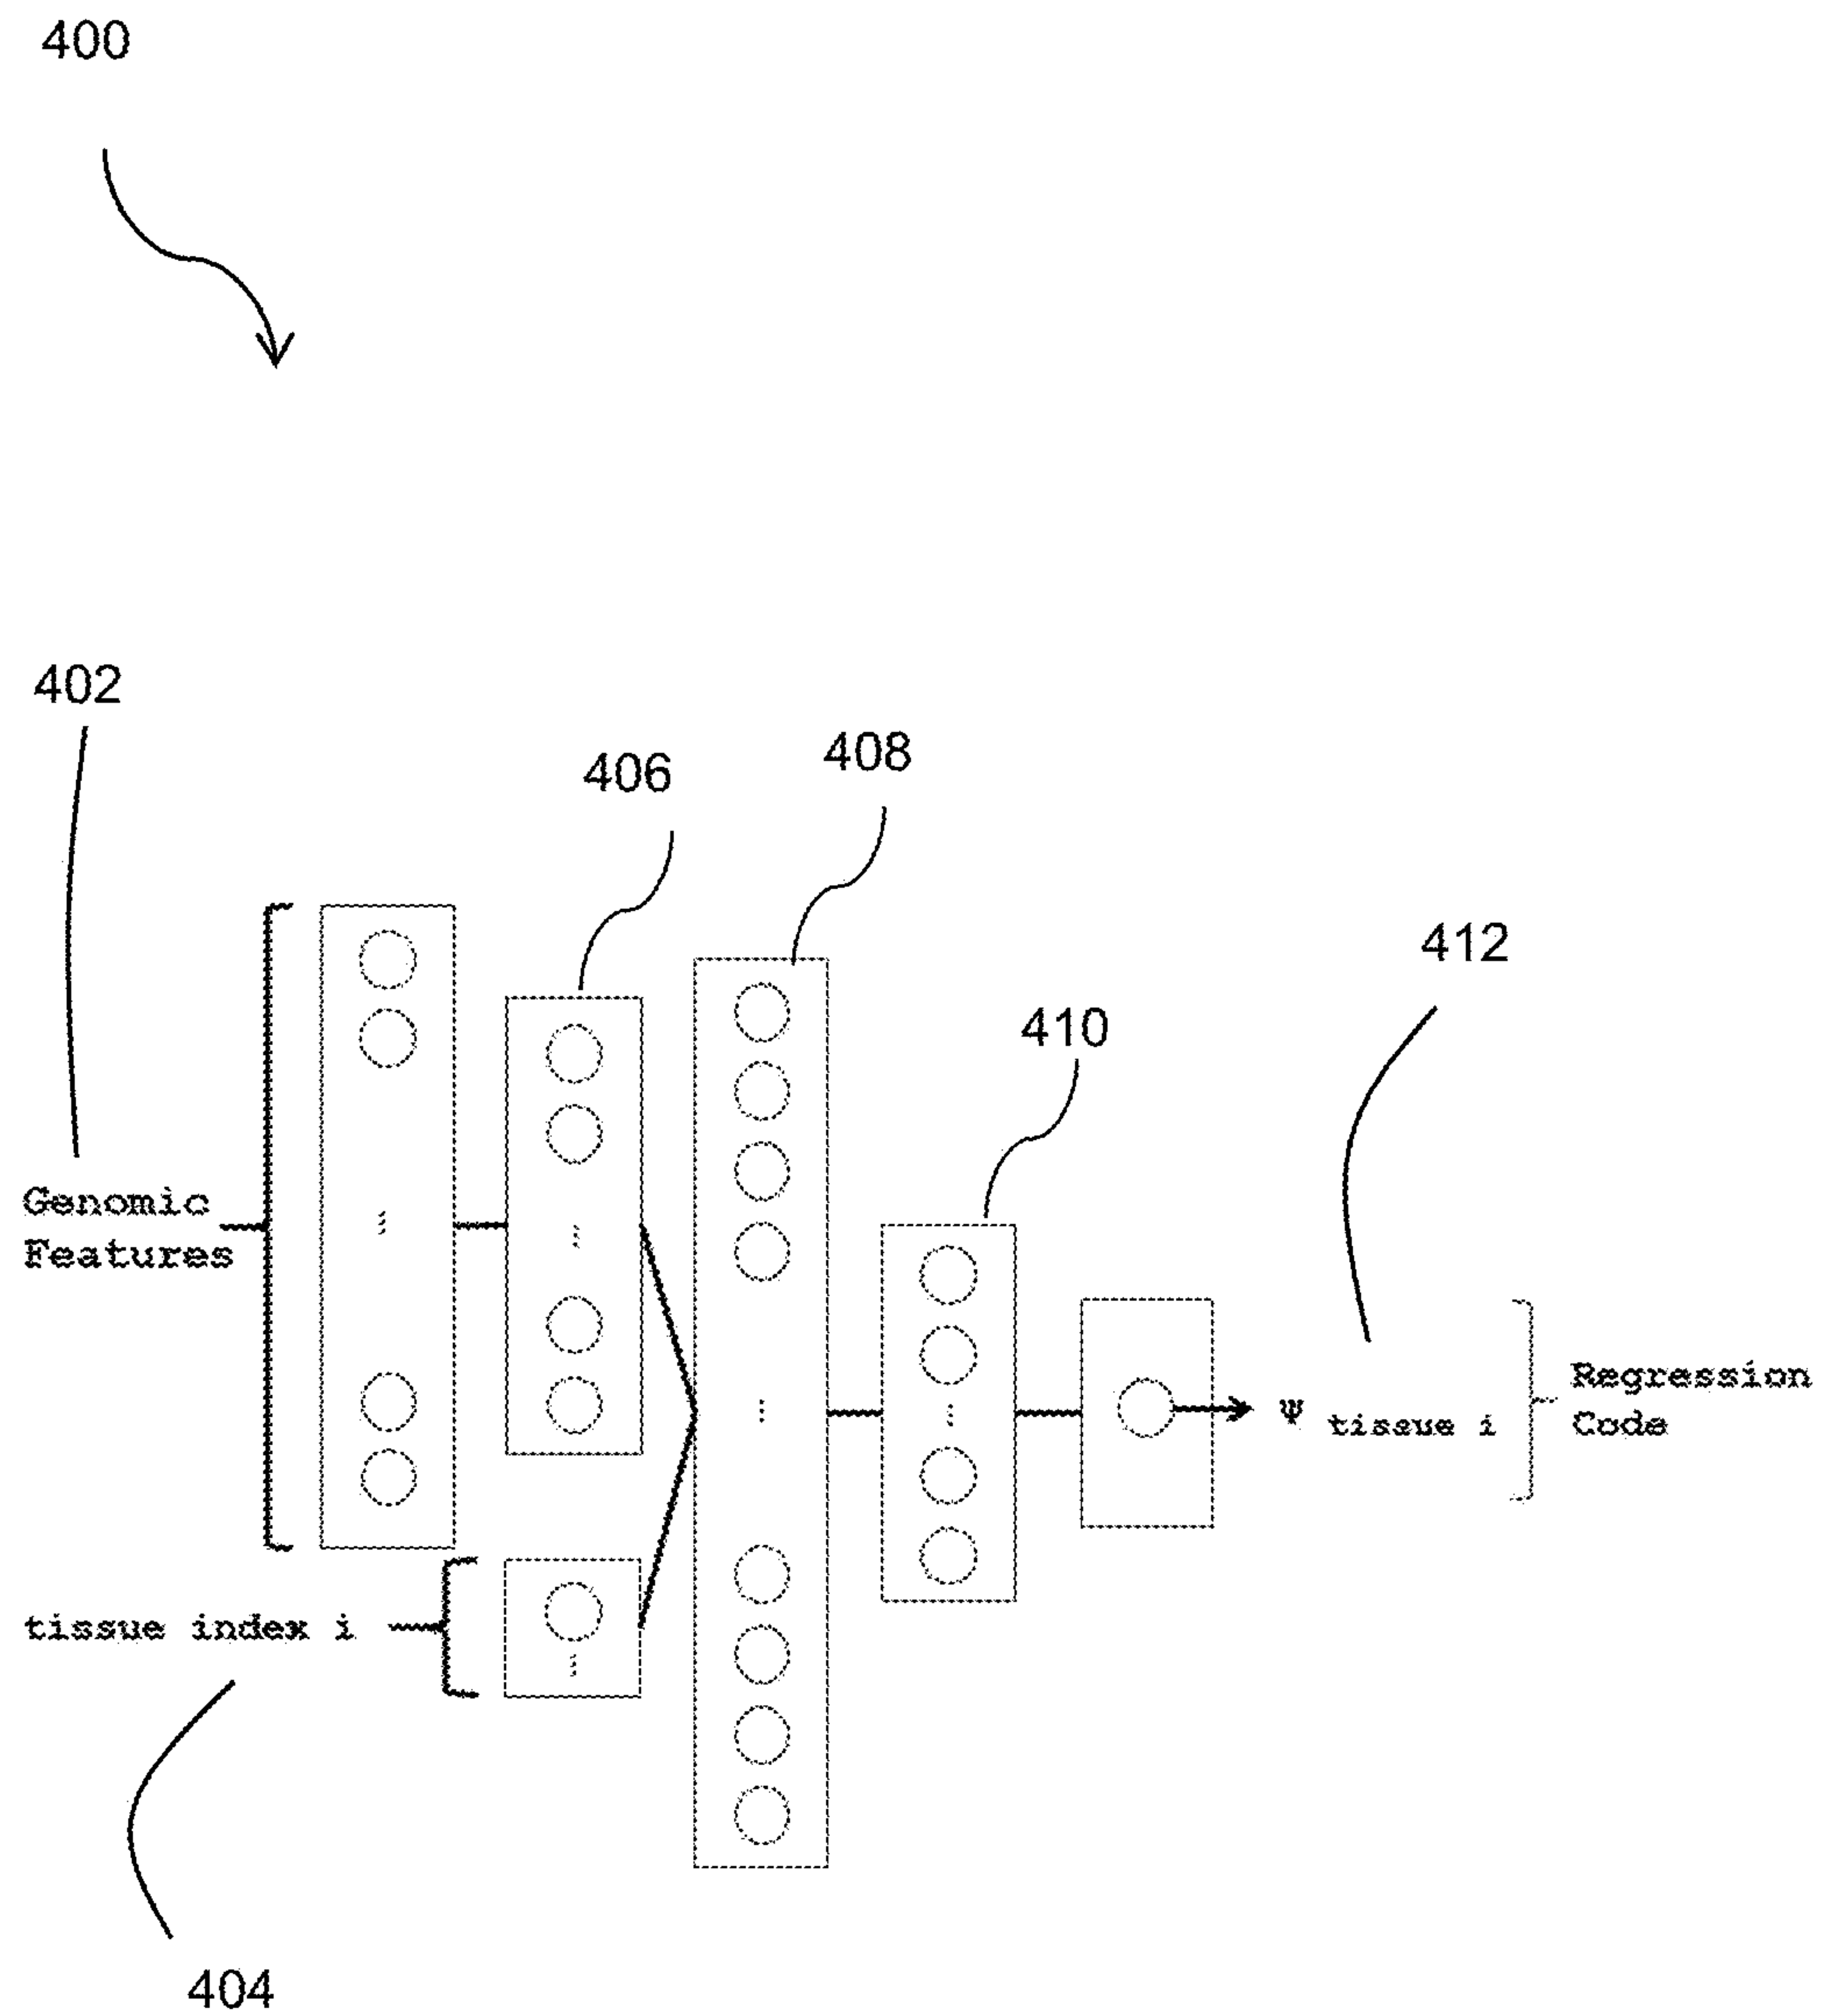 400
402
406
408
412
410
Genomic
Features
Regression
Code
Ψ tissue i
tissue index i
404